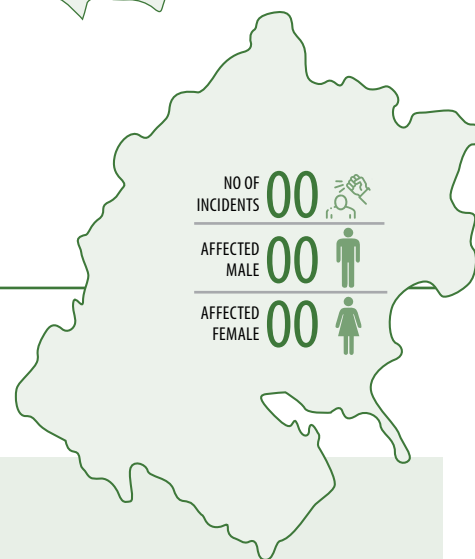 NO OF
INCIDENTS 00
AFFECTED
MALE 00
AFFECTED
FEMALE 00